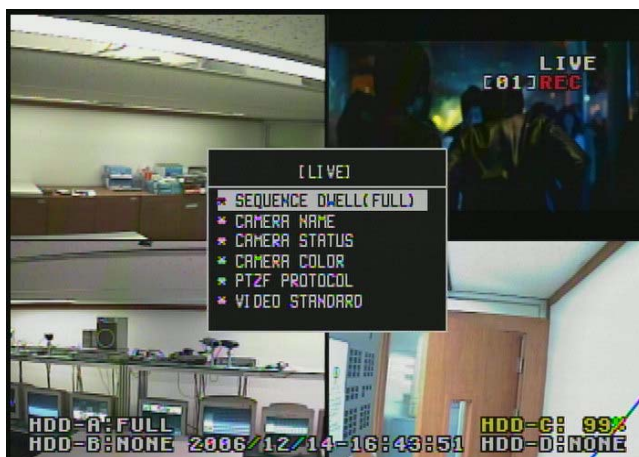 LIVE
[01]REC
[LIVE]
* SEQUENCE DWELL(FULL)
* CAMERA NAME
* CAMERA STATUS
* CAMERA COLOR
* PTZF PROTOCOL
* VIDEO STANDARD
HDD-A:FULL HDD-C: 99%
HDD-B:NONE 2006/12/14-16:43:51 HDD-D:NONE